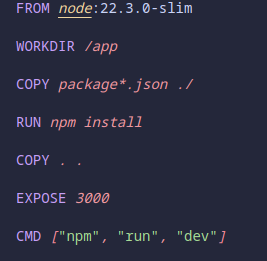 FROM node:22.3.0-slim
WORKDIR /app
COPY package*.json ./
RUN npm install
COPY . .
EXPOSE 3000
CMD ["npm", "run", "dev"]